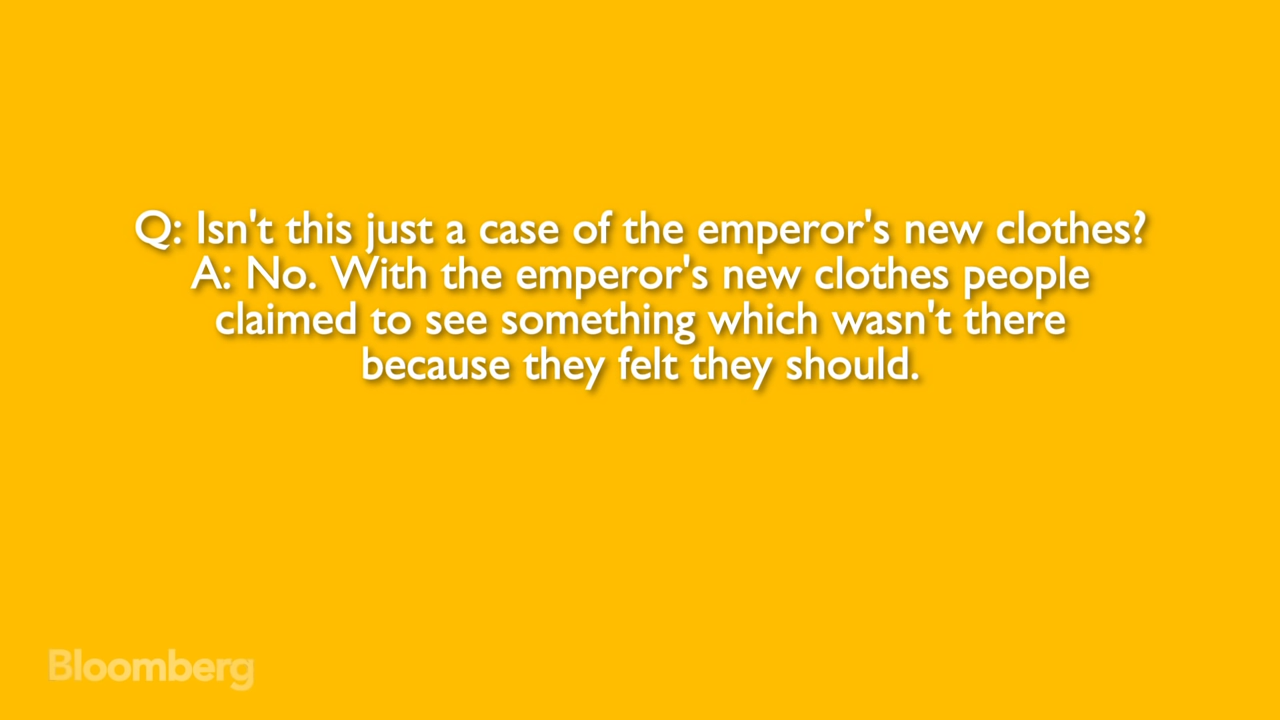 Q: Isn't this just a case of the emperor's new clothes?
A: No. With the emperor's new clothes people
claimed to see something which wasn't there
because they felt they should.
Bloomberg